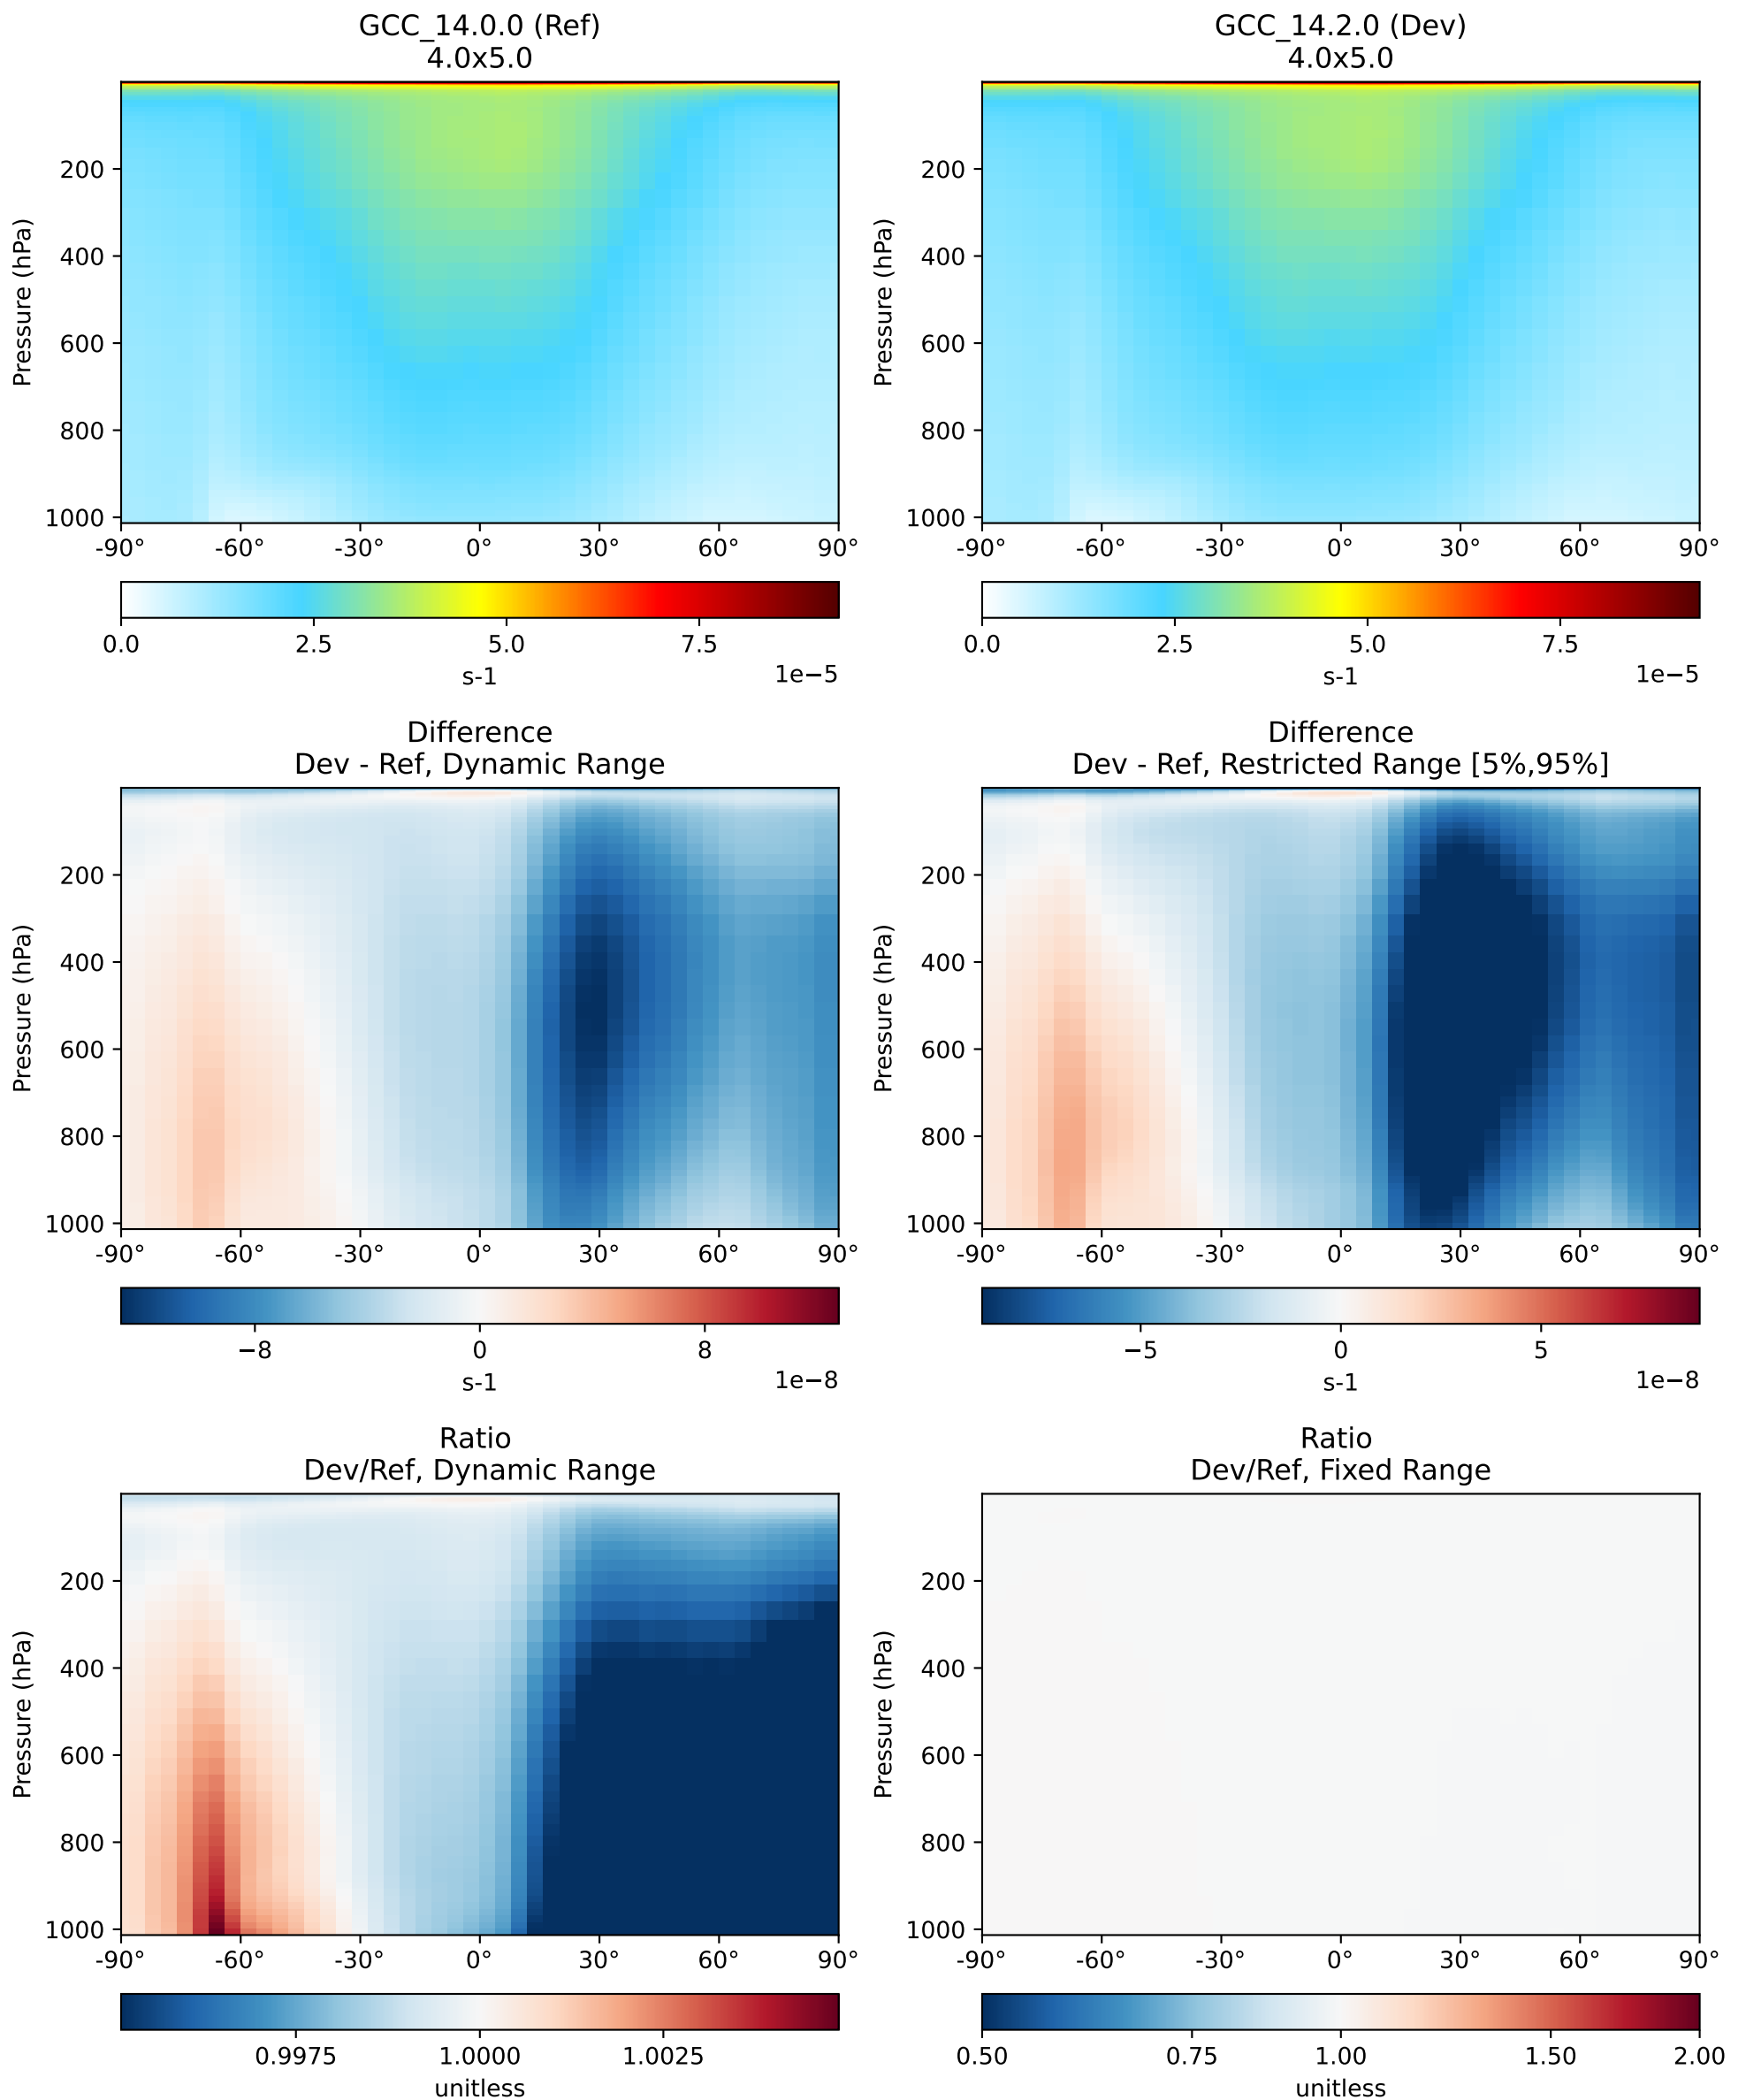 GCC_14.0.0 (Ref)
4.0x5.0
Pressure (hPa)
200
400
600
800
1000
-90° -60° -30° 0° 30° 60° 90°
0.0 2.5 5.0 7.5
s-1 1e−5
GCC_14.2.0 (Dev)
4.0x5.0
Pressure (hPa)
200
400
600
800
1000
-90° -60° -30° 0° 30° 60° 90°
0.0 2.5 5.0 7.5
s-1 1e−5
Difference
Dev - Ref, Dynamic Range
Pressure (hPa)
200
400
600
800
1000
-90° -60° -30° 0° 30° 60° 90°
−8 0 8
s-1 1e−8
Difference
Dev - Ref, Restricted Range [5%,95%]
Pressure (hPa)
200
400
600
800
1000
-90° -60° -30° 0° 30° 60° 90°
−5 0 5
s-1 1e−8
Ratio
Dev/Ref, Dynamic Range
Pressure (hPa)
200
400
600
800
1000
-90° -60° -30° 0° 30° 60° 90°
0.9975 1.0000 1.0025
unitless
Ratio
Dev/Ref, Fixed Range
Pressure (hPa)
200
400
600
800
1000
-90° -60° -30° 0° 30° 60° 90°
0.50 0.75 1.00 1.50 2.00
unitless